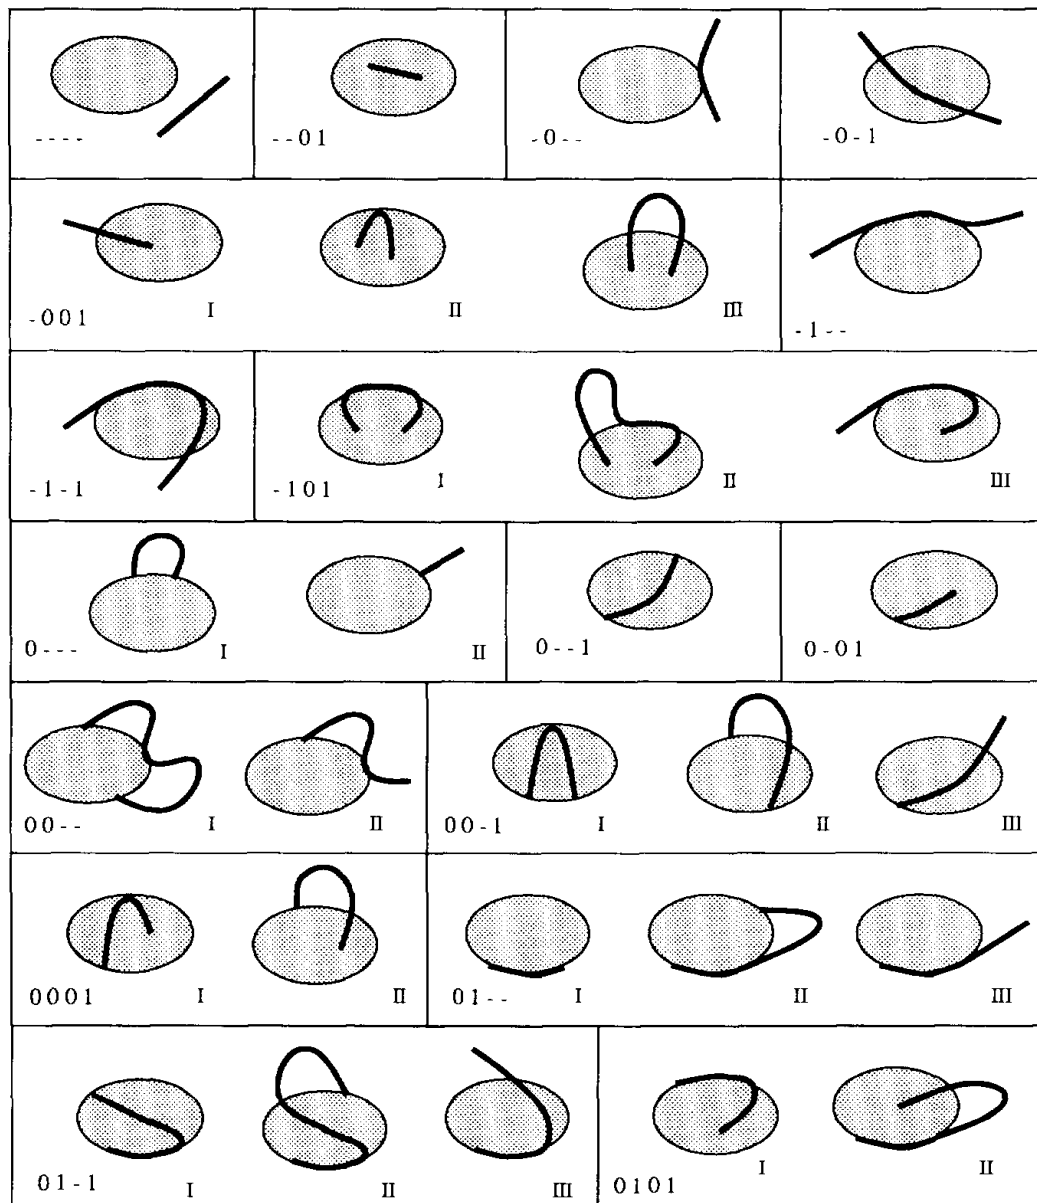 - - - -
- - 0 1
- 0 - -
- 0 - 1
- 0 0 1
I
II
III
- 1 - -
- 1 - 1
- 1 0 1
I
II
III
0 - - -
I
II
0 - - 1
0 - 0 1
0 0 - -
I
II
0 0 - 1
I
II
III
0 0 0 1
I
II
0 1 - -
I
II
III
0 1 - 1
I
II
III
0 1 0 1
I
II